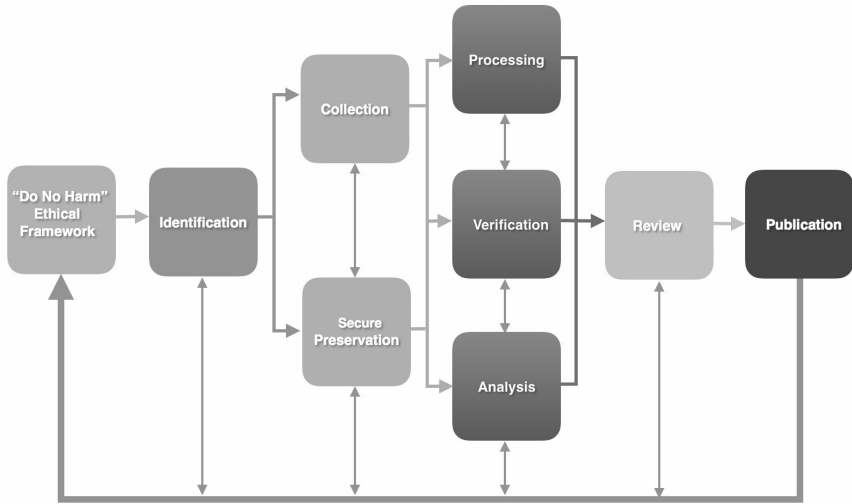 “Do No Harm”
Ethical
Framework
Identification
Collection
Secure
Preservation
Processing
Verification
Analysis
Review
Publication